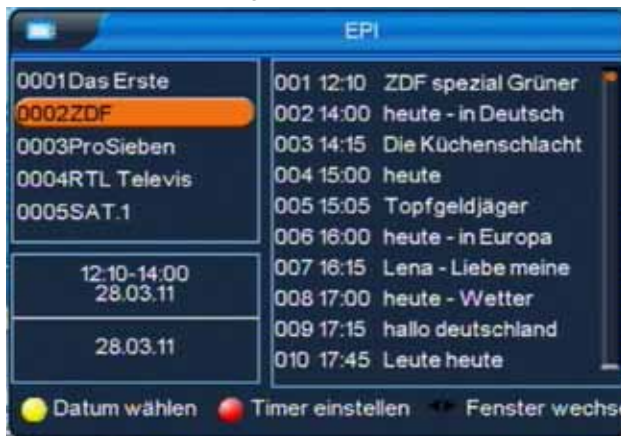 EPI
0001Das Erste
0002ZDF
0003ProSieben
0004RTL Televis
0005SAT.1
12:10-14:00
28.03.11
28.03.11
001 12:10 ZDF spezial Grüner
002 14:00 heute - in Deutsch
003 14:15 Die Küchenschlacht
004 15:00 heute
005 15:05 Topfgeldjäger
006 16:00 heute - in Europa
007 16:15 Lena - Liebe meine
008 17:00 heute - Wetter
009 17:15 hallo deutschland
010 17:45 Leute heute
Datum wählen Timer einstellen Fenster wechs